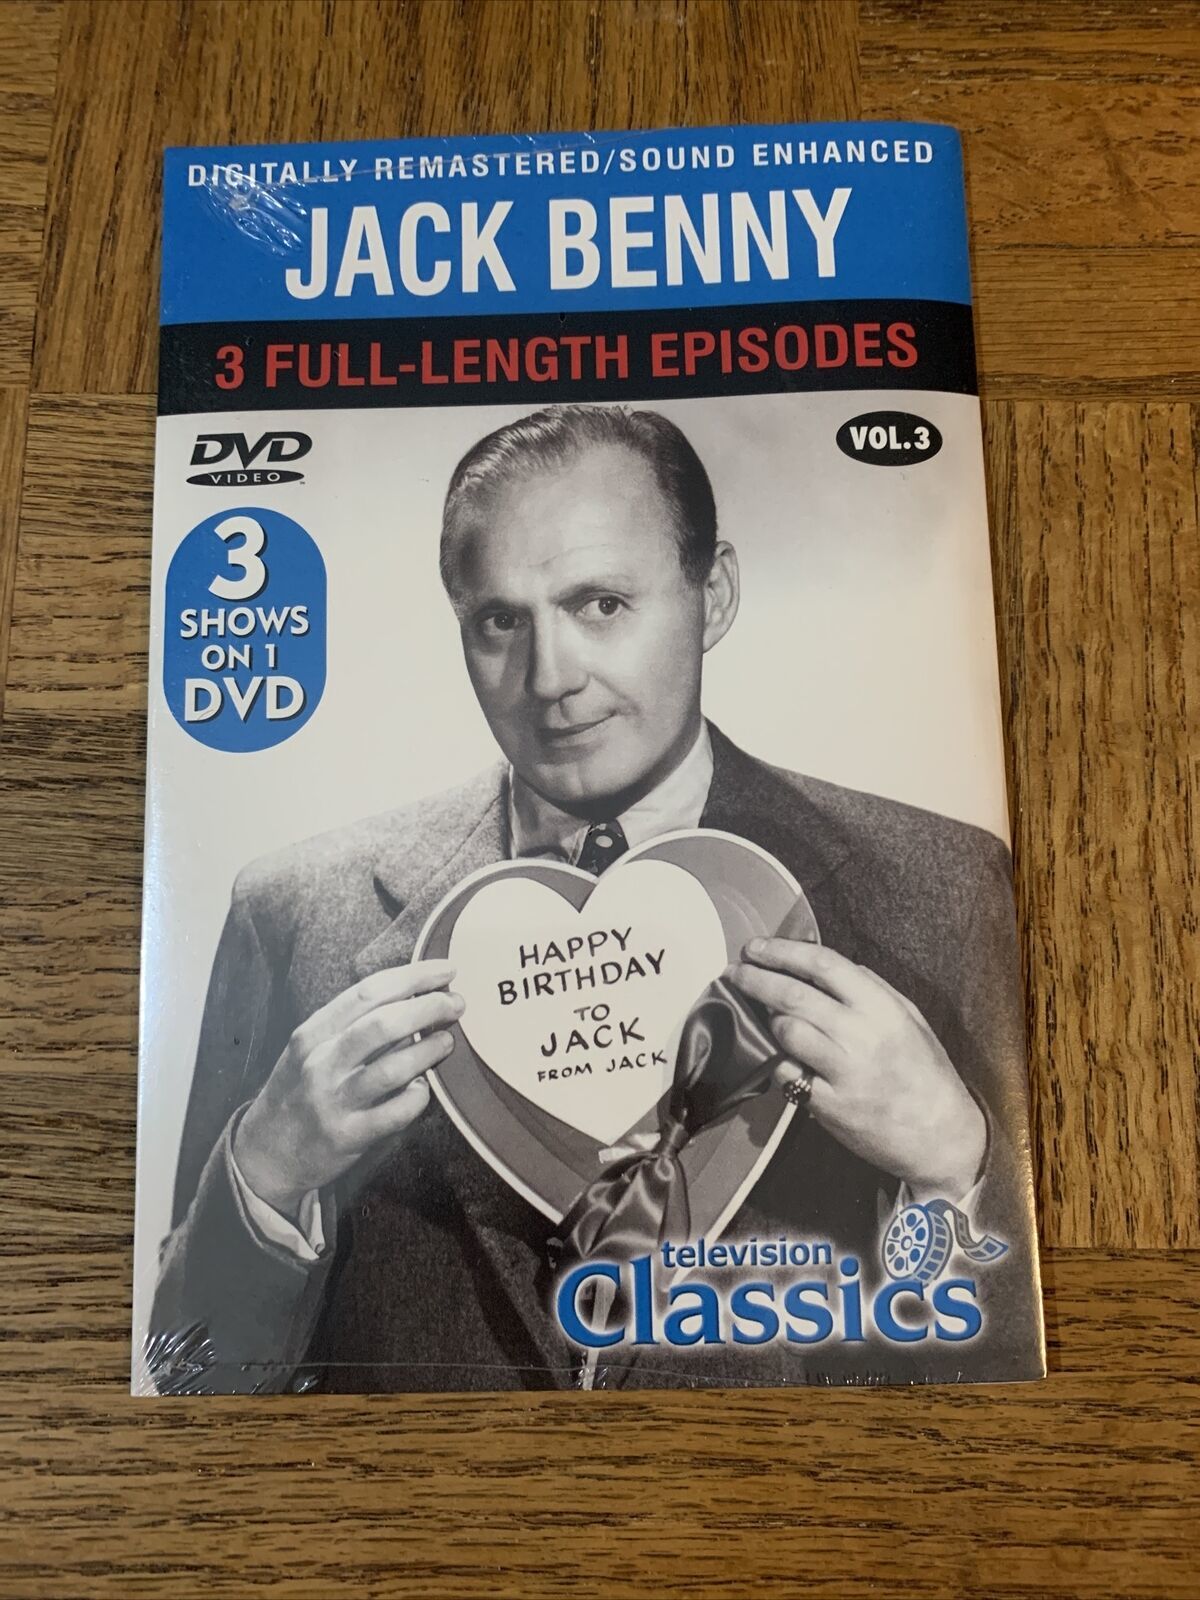 DIGITALLY REMASTERED/SOUND ENHANCED
JACK BENNY
3 FULL-LENGTH EPISODES
DVD
VIDEO
VOL.3
3
SHOWS
ON 1
DVD
HAPPY
BIRTHDAY
TO
JACK
FROM JACK
television
Classics